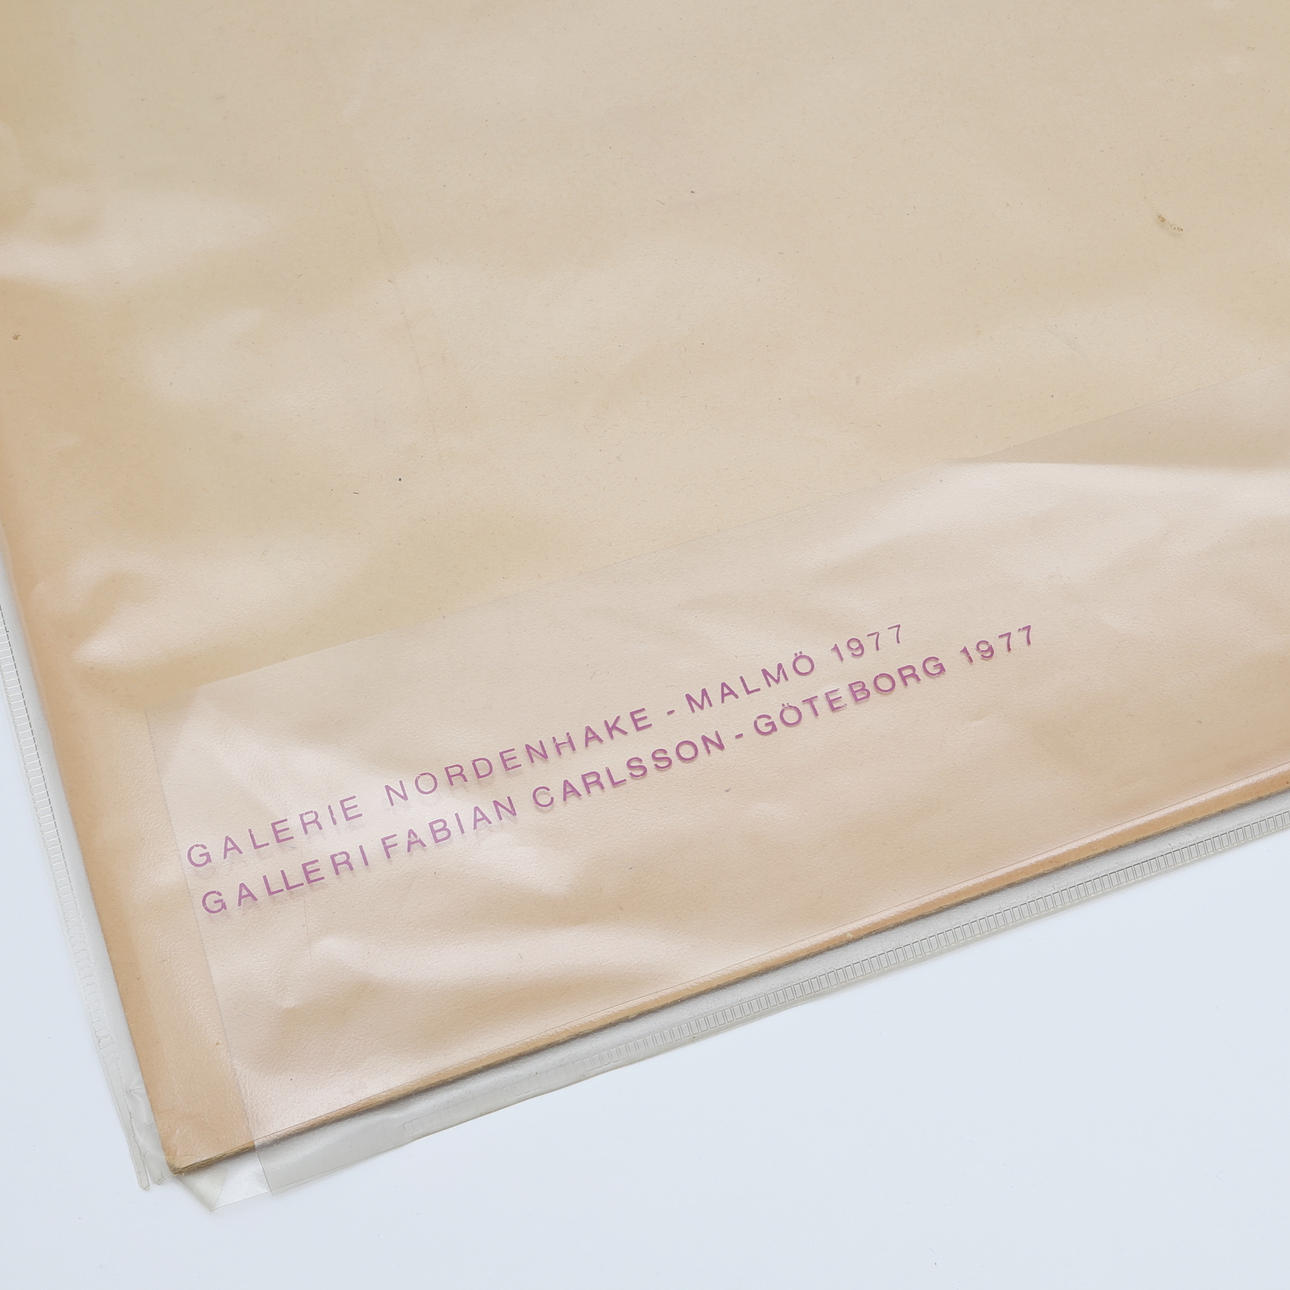 GALERIE NORDENHAKE - MALMÖ 1977
GALLERI FABIAN CARLSSON - GÖTEBORG 1977